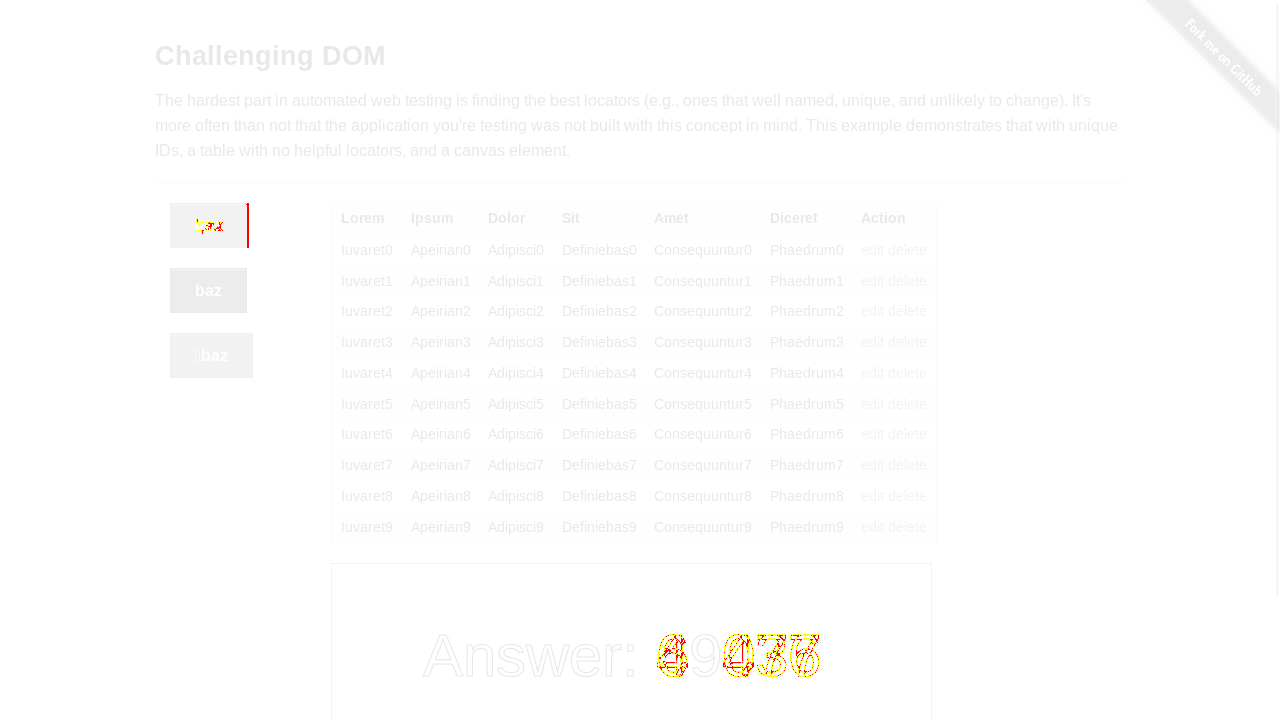 Fork me on GitHub
Challenging DOM
The hardest part in automated web testing is finding the best locators (e.g., ones that well named, unique, and unlikely to change). It's
more often than not that the application you're testing was not built with this concept in mind. This example demonstrates that with unique
IDs, a table with no helpful locators, and a canvas element.
baz
baz
Lorem Ipsum Dolor Sit Amet Diceret Action
Iuvaret0 Apeirian0 Adipisci0 Definiebas0 Consequuntur0 Phaedrum0 edit delete
Iuvaret1 Apeirian1 Adipisci1 Definiebas1 Consequuntur1 Phaedrum1 edit delete
Iuvaret2 Apeirian2 Adipisci2 Definiebas2 Consequuntur2 Phaedrum2 edit delete
Iuvaret3 Apeirian3 Adipisci3 Definiebas3 Consequuntur3 Phaedrum3 edit delete
Iuvaret4 Apeirian4 Adipisci4 Definiebas4 Consequuntur4 Phaedrum4 edit delete
Iuvaret5 Apeirian5 Adipisci5 Definiebas5 Consequuntur5 Phaedrum5 edit delete
Iuvaret6 Apeirian6 Adipisci6 Definiebas6 Consequuntur6 Phaedrum6 edit delete
Iuvaret7 Apeirian7 Adipisci7 Definiebas7 Consequuntur7 Phaedrum7 edit delete
Iuvaret8 Apeirian8 Adipisci8 Definiebas8 Consequuntur8 Phaedrum8 edit delete
Iuvaret9 Apeirian9 Adipisci9 Definiebas9 Consequuntur9 Phaedrum9 edit delete
Answer: